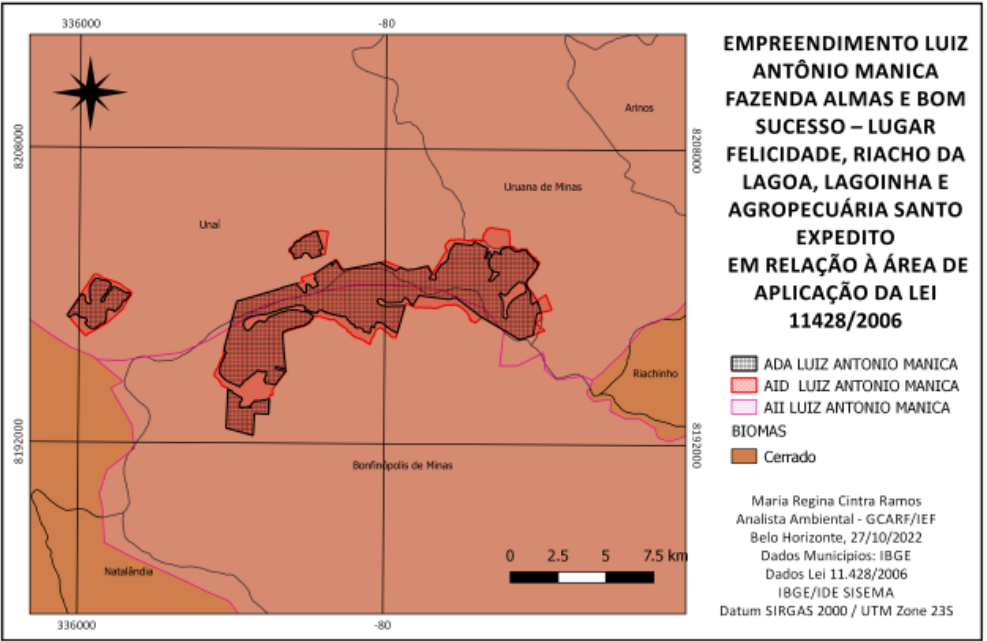 336000
-80
EMPREENDIMENTO LUIZ
ANTÔNIO MANICA
FAZENDA ALMAS E BOM
SUCESSO – LUGAR
FELICIDADE, RIACHO DA
LAGOA, LAGOINHA E
AGROPECUÁRIA SANTO
EXPEDITO
EM RELAÇÃO À ÁREA DE
APLICAÇÃO DA LEI
11428/2006
8208000
8208000
Arinos
Uruana de Minas
Unaí
Riachinho
ADA LUIZ ANTONIO MANICA
AID LUIZ ANTONIO MANICA
AII LUIZ ANTONIO MANICA
BIOMAS
Cerrado
8192000
8192000
Bonfinópolis de Minas
Natalândia
0 2.5 5 7.5 km
Maria Regina Cintra Ramos
Analista Ambiental - GCARF/IEF
Belo Horizonte, 27/10/2022
Dados Municípios: IBGE
Dados Lei 11.428/2006
IBGE/IDE SISEMA
Datum SIRGAS 2000 / UTM Zone 23S
336000
-80